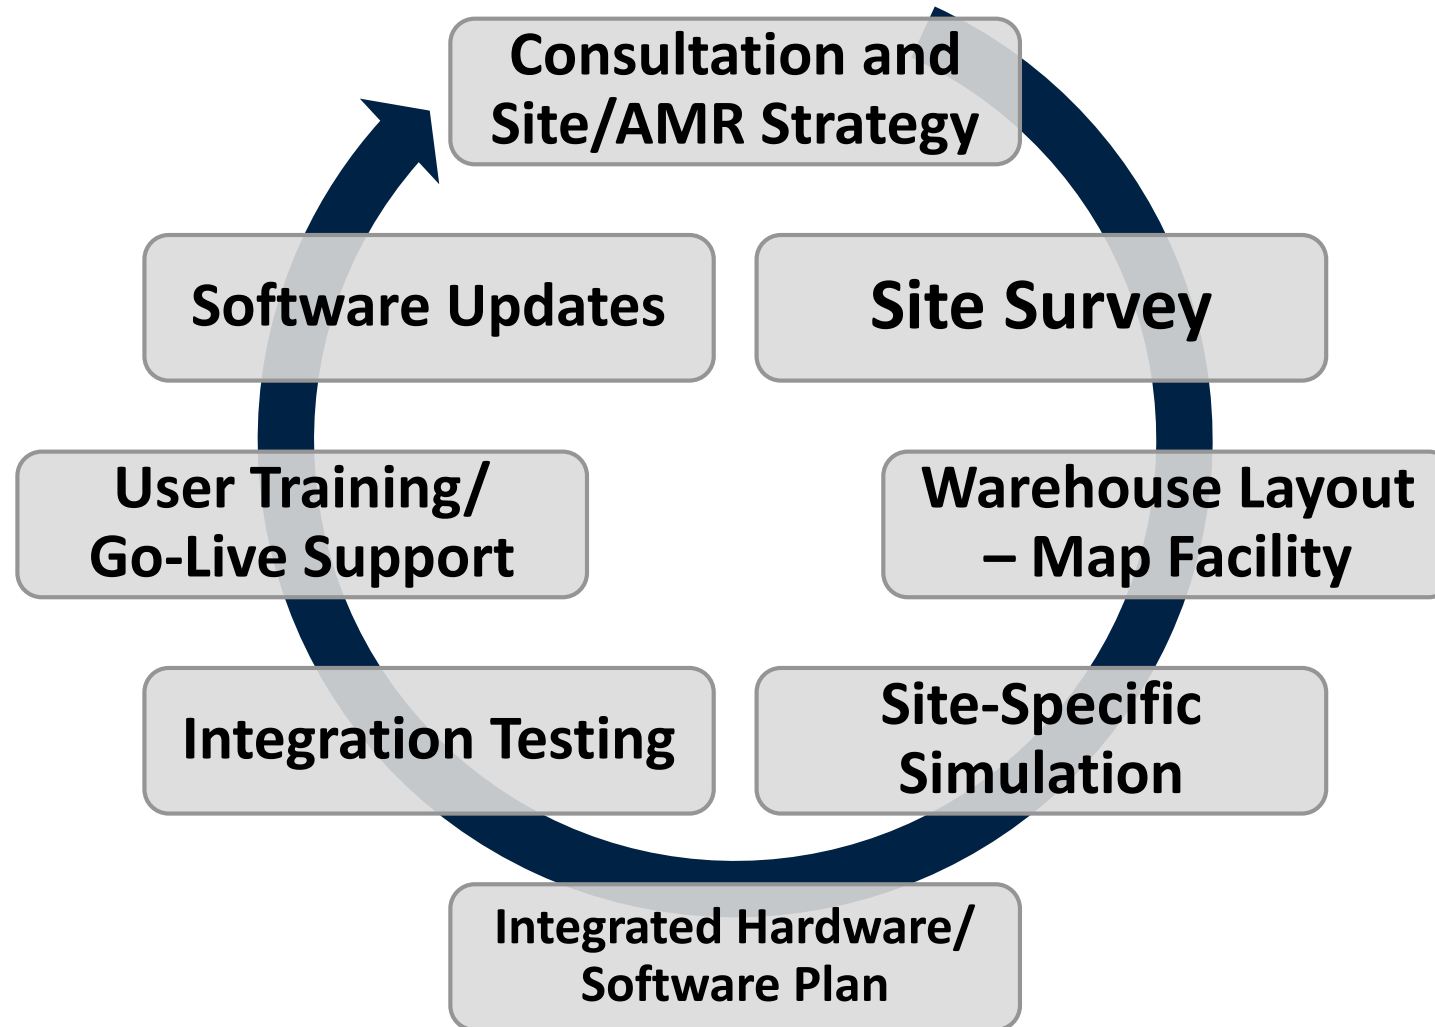 Consultation and
Site/AMR Strategy
Site Survey
Warehouse Layout
– Map Facility
Site-Specific
Simulation
Integrated Hardware/
Software Plan
Integration Testing
User Training/
Go-Live Support
Software Updates